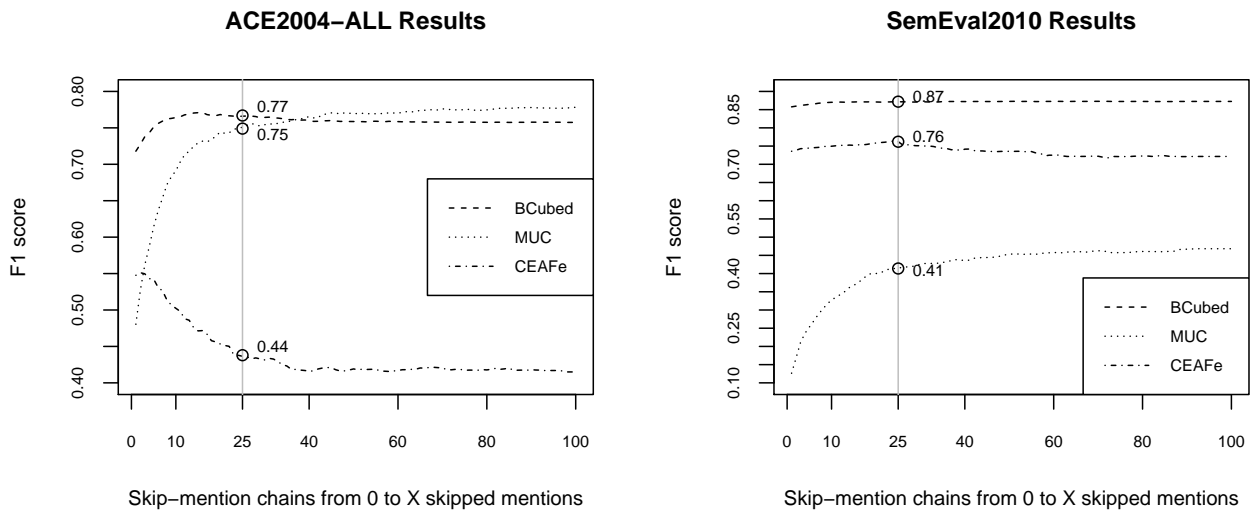 ACE2004−ALL Results
F1 score
0.80
0.70
0.60
0.50
0.40
0.77
0.75
0.44
BCubed
MUC
CEAFe
0 10 25 40 60 80 100
Skip−mention chains from 0 to X skipped mentions
SemEval2010 Results
F1 score
0.85
0.70
0.55
0.40
0.25
0.10
0.87
0.76
0.41
BCubed
MUC
CEAFe
0 10 25 40 60 80 100
Skip−mention chains from 0 to X skipped mentions